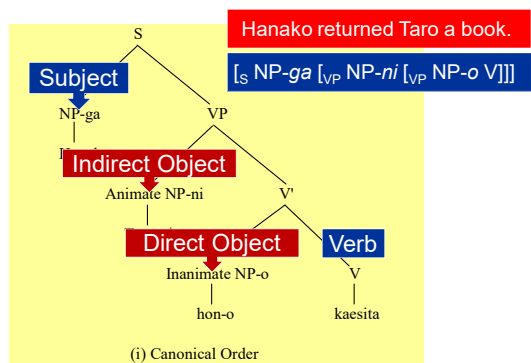 Hanako returned Taro a book.
[S NP-ga [VP NP-ni [VP NP-o V]]]
S
Subject
NP-ga
VP
Indirect Object
Animate NP-ni
V'
Direct Object
Verb
Inanimate NP-o
V
hon-o
kaesita
(i) Canonical Order